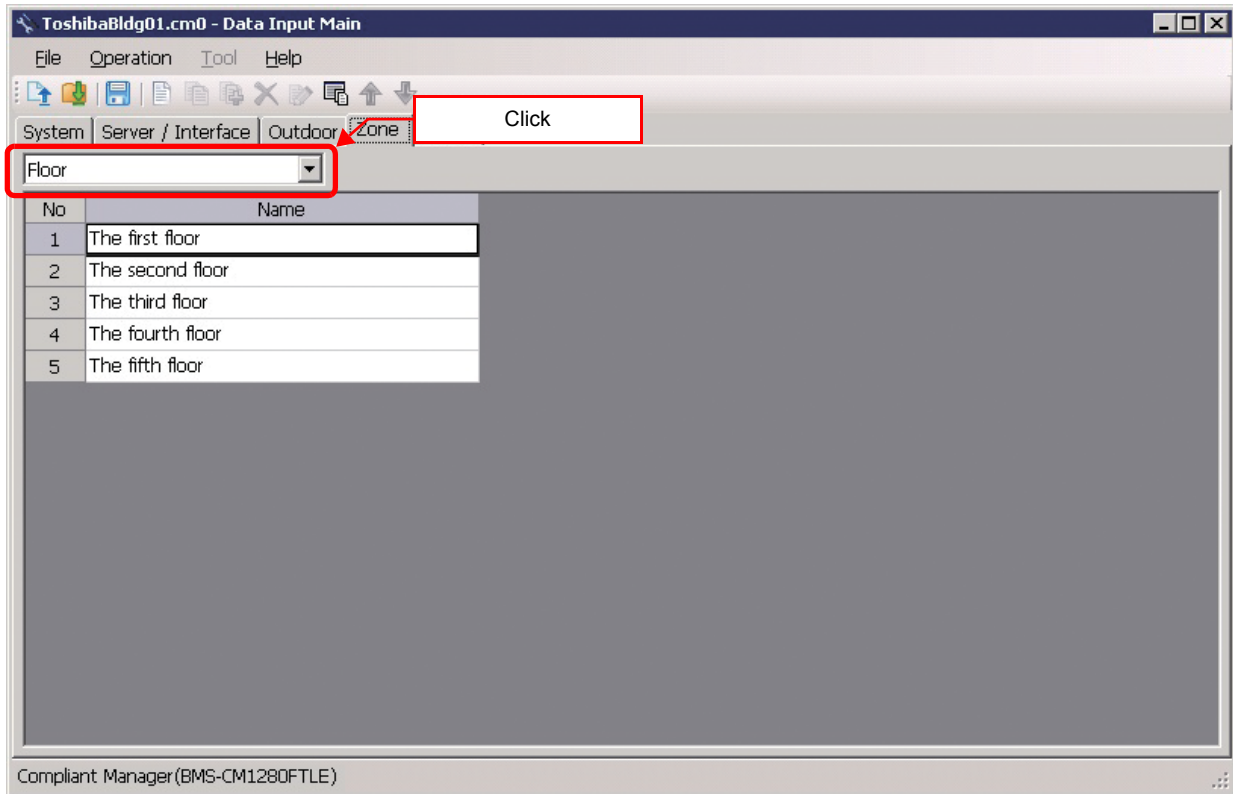 ToshibaBldg01.cm0 - Data Input Main
File Operation Tool Help
Click
System Server / Interface Outdoor Zone
Floor
No Name
1 The first floor
2 The second floor
3 The third floor
4 The fourth floor
5 The fifth floor
Compliant Manager(BMS-CM1280FTLE)